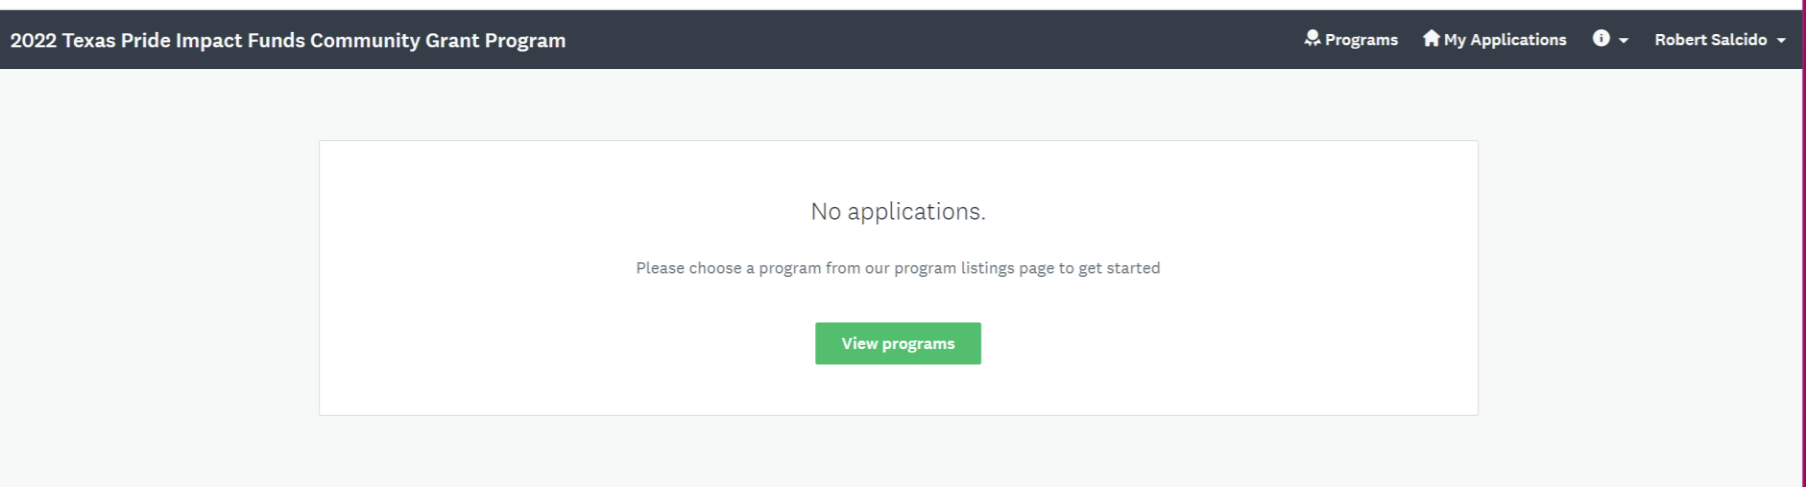 2022 Texas Pride Impact Funds Community Grant Program
Programs My Applications Robert Salcido
No applications.
Please choose a program from our program listings page to get started
View programs